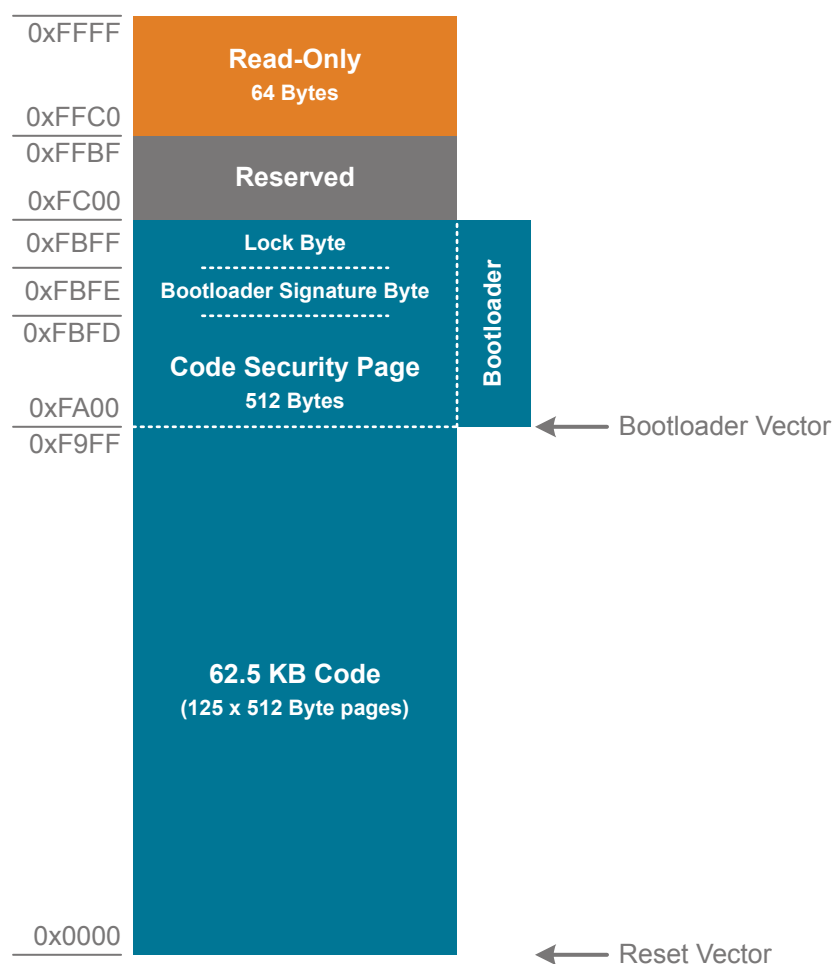 0xFFFF
Read-Only
64 Bytes
0xFFC0
0xFFBF
Reserved
0xFC00
0xFBFF
Lock Byte
0xFBFE
Bootloader Signature Byte
0xFBFD
Bootloader
Code Security Page
512 Bytes
0xFA00
Bootloader Vector
0xF9FF
62.5 KB Code
(125 x 512 Byte pages)
0x0000
Reset Vector